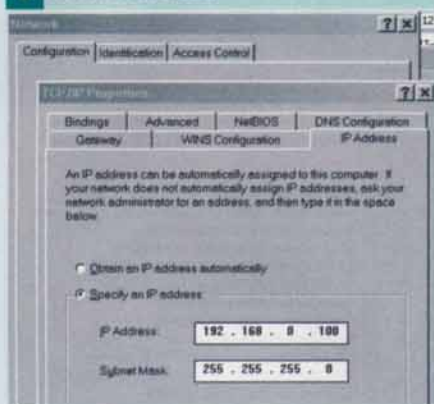 Network
Configuration Identification Access Control
TCP/IP Properties
Bindings Advanced NetBIOS DNS Configuration
Gateway WINS Configuration IP Address
An IP address can be automatically assigned to this computer. If
your network does not automatically assign IP addresses, ask your
network administrator for an address, and then type it in the space
below.
Obtain an IP address automatically
Specify an IP address:
IP Address: 192 . 168 . 0 . 100
Subnet Mask: 255 . 255 . 255 . 0